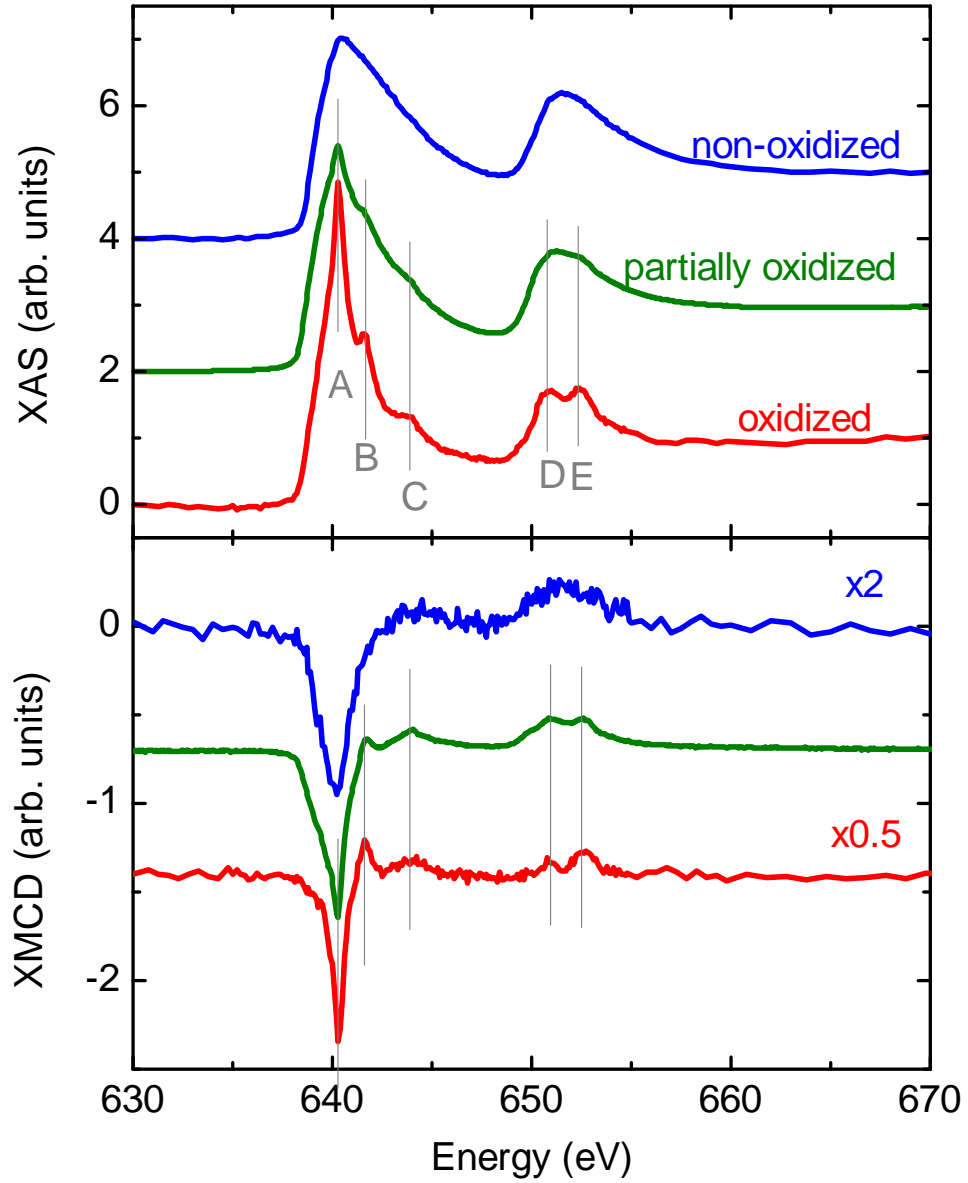 XAS (arb. units)
6
4
2
0
non-oxidized
partially oxidized
oxidized
A
B
C
D
E
XMCD (arb. units)
0
-1
-2
x2
x0.5
630
640
650
660
670
Energy (eV)